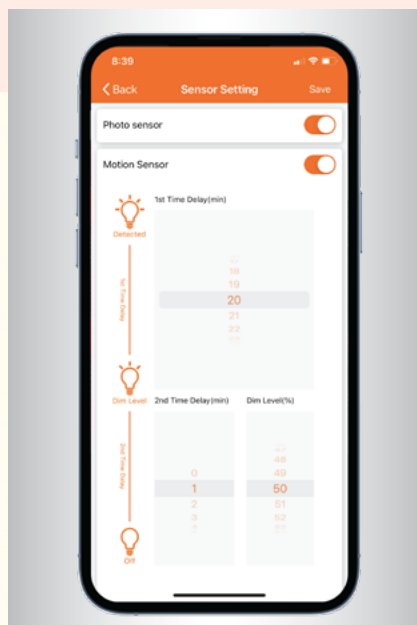 8:39
Back
Sensor Setting
Save
Photo sensor
Motion Sensor
1st Time Delay(min)
Detected
18
19
20
21
22
1st Time Delay
Dim Level
2nd Time Delay(min)
Dim Level(%)
2nd Time Delay
0
1
2
3
48
49
50
51
52
Off